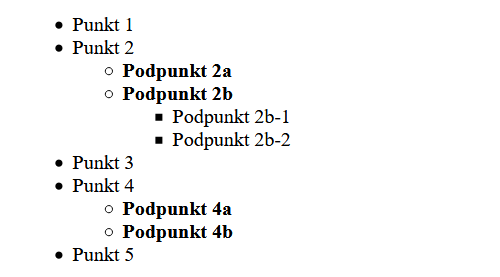 Punkt 1
Punkt 2
Podpunkt 2a
Podpunkt 2b
Podpunkt 2b-1
Podpunkt 2b-2
Punkt 3
Punkt 4
Podpunkt 4a
Podpunkt 4b
Punkt 5